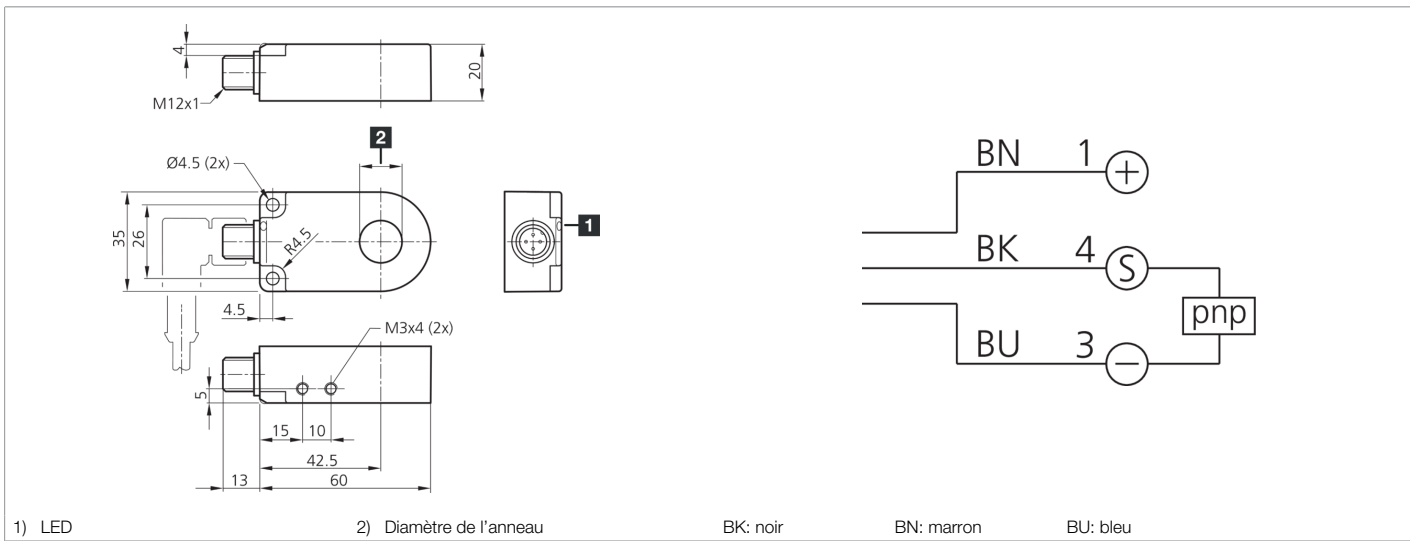 4
20
M12x1
2
Ø4.5 (2x)
35
26
R4.5
1
4.5
M3x4 (2x)
5
15
10
42.5
13
60
BN 1 +
BK 4 S
pnp
BU 3 −
1) LED
2) Diamètre de l'anneau
BK: noir
BN: marron
BU: bleu